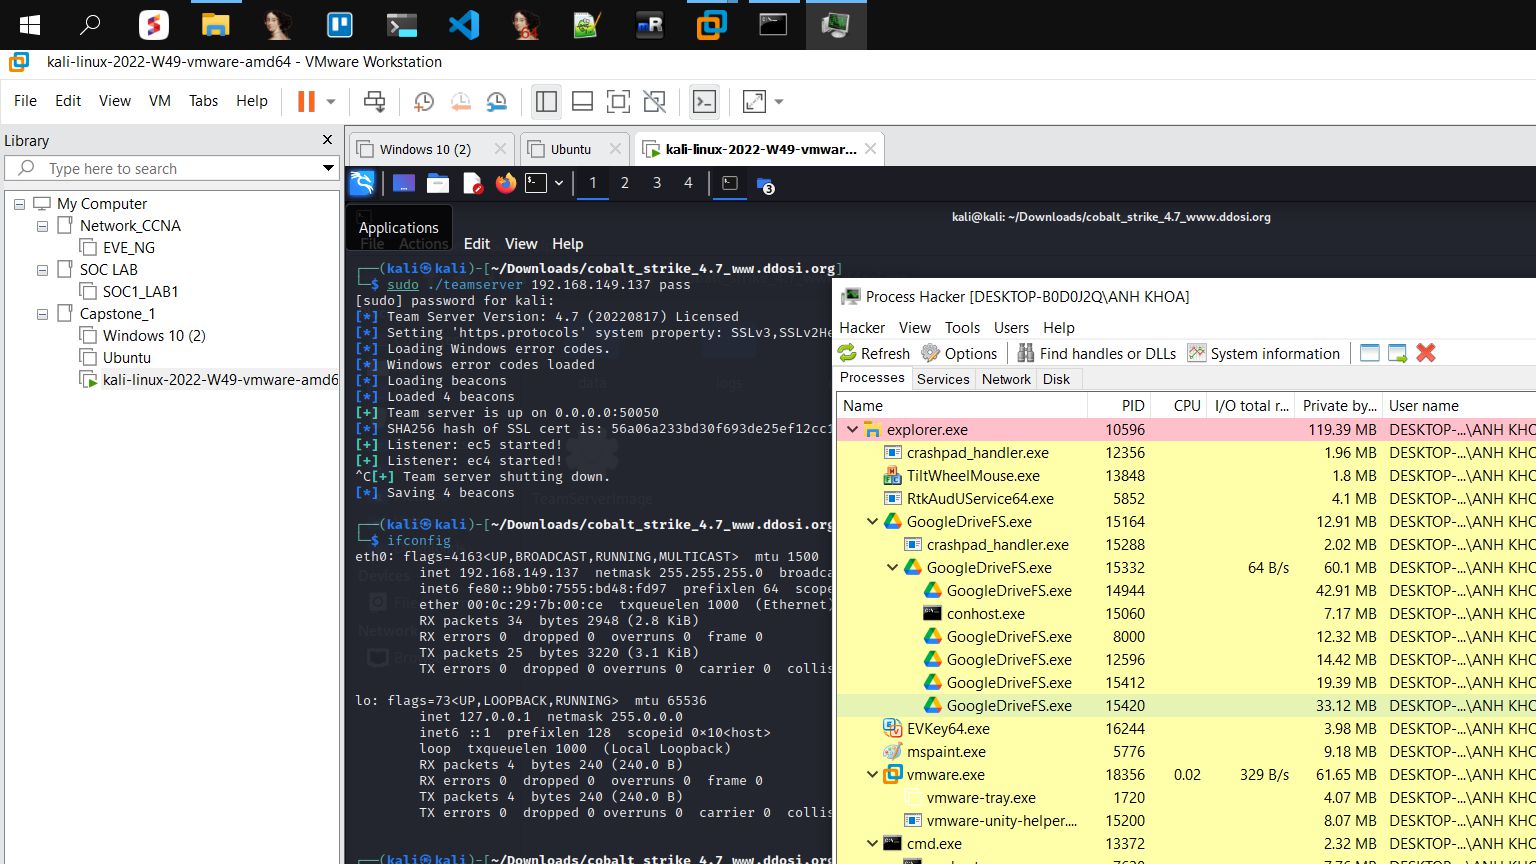 kali-linux-2022-W49-vmware-amd64 - VMware Workstation
File Edit View VM Tabs Help
Library
Type here to search
My Computer
Network_CCNA
EVE_NG
SOC LAB
SOC1_LAB1
Capstone_1
Windows 10 (2)
Ubuntu
kali-linux-2022-W49-vmware-amd6
Windows 10 (2) Ubuntu kali-linux-2022-W49-vmwar...
1 2 3 4 3
kali@kali: ~/Downloads/cobalt_strike_4.7_www.ddosi.org
Applications
File Actions Edit View Help
┌──(kali㉿kali)-[~/Downloads/cobalt_strike_4.7_www.ddosi.org]
└─$ sudo ./teamserver 192.168.149.137 pass
[sudo] password for kali:
[*] Team Server Version: 4.7 (20220817) Licensed
[*] Setting 'https.protocols' system property: SSLv3,SSLv2He
[*] Loading Windows error codes.
[*] Windows error codes loaded
[*] Loading beacons
[*] Loaded 4 beacons
[+] Team server is up on 0.0.0.0:50050
[*] SHA256 hash of SSL cert is: 56a06a233bd30f693de25ef12cc1
[+] Listener: ec5 started!
[+] Listener: ec4 started!
^C[+] Team server shutting down.
[*] Saving 4 beacons
data logs
TeamServerImage
┌──(kali㉿kali)-[~/Downloads/cobalt_strike_4.7_www.ddosi.org
└─$ ifconfig
eth0: flags=4163<UP,BROADCAST,RUNNING,MULTICAST> mtu 1500
inet 192.168.149.137 netmask 255.255.255.0 broadca
inet6 fe80::9bb0:7555:bd48:fd97 prefixlen 64 scope
ether 00:0c:29:7b:00:ce txqueuelen 1000 (Ethernet)
RX packets 34 bytes 2948 (2.8 KiB)
RX errors 0 dropped 0 overruns 0 frame 0
TX packets 25 bytes 3220 (3.1 KiB)
TX errors 0 dropped 0 overruns 0 carrier 0 collis
Devices
Network
lo: flags=73<UP,LOOPBACK,RUNNING> mtu 65536
inet 127.0.0.1 netmask 255.0.0.0
inet6 ::1 prefixlen 128 scopeid 0×10<host>
loop txqueuelen 1000 (Local Loopback)
RX packets 4 bytes 240 (240.0 B)
RX errors 0 dropped 0 overruns 0 frame 0
TX packets 4 bytes 240 (240.0 B)
TX errors 0 dropped 0 overruns 0 carrier 0 collis
┌──(kali㉿kali)-[~/Downloads/cobalt_strike_4.7_www.ddosi.org
Process Hacker [DESKTOP-B0D0J2Q\ANH KHOA]
Hacker View Tools Users Help
Refresh Options Find handles or DLLs System information
Processes Services Network Disk
Name PID CPU I/O total r... Private by... User name
explorer.exe 10596 119.39 MB DESKTOP-...\ANH KHO
crashpad_handler.exe 12356 1.96 MB DESKTOP-...\ANH KHO
TiltWheelMouse.exe 13848 1.8 MB DESKTOP-...\ANH KHO
RtkAudUService64.exe 5852 4.1 MB DESKTOP-...\ANH KHO
GoogleDriveFS.exe 15164 12.91 MB DESKTOP-...\ANH KHO
crashpad_handler.exe 15288 2.02 MB DESKTOP-...\ANH KHO
GoogleDriveFS.exe 15332 64 B/s 60.1 MB DESKTOP-...\ANH KHO
GoogleDriveFS.exe 14944 42.91 MB DESKTOP-...\ANH KHO
conhost.exe 15060 7.17 MB DESKTOP-...\ANH KHO
GoogleDriveFS.exe 8000 12.32 MB DESKTOP-...\ANH KHO
GoogleDriveFS.exe 12596 14.42 MB DESKTOP-...\ANH KHO
GoogleDriveFS.exe 15412 19.39 MB DESKTOP-...\ANH KHO
GoogleDriveFS.exe 15420 33.12 MB DESKTOP-...\ANH KHO
EVKey64.exe 16244 3.98 MB DESKTOP-...\ANH KHO
mspaint.exe 5776 9.18 MB DESKTOP-...\ANH KHO
vmware.exe 18356 0.02 329 B/s 61.65 MB DESKTOP-...\ANH KHO
vmware-tray.exe 1720 4.07 MB DESKTOP-...\ANH KHO
vmware-unity-helper.... 15200 8.07 MB DESKTOP-...\ANH KHO
cmd.exe 13372 2.32 MB DESKTOP-...\ANH KHO